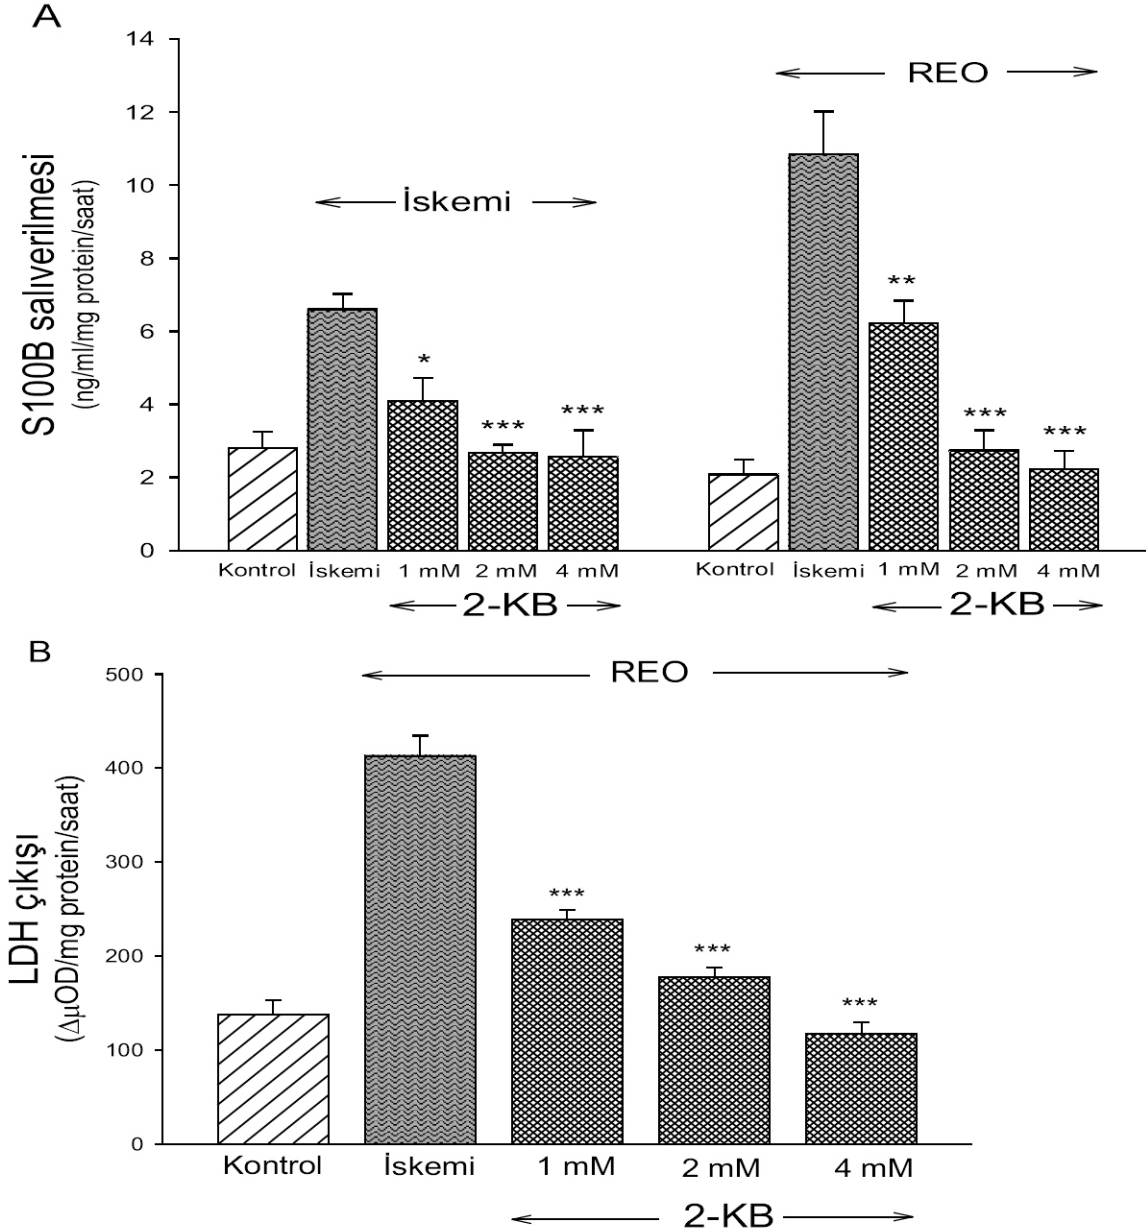 A
14
12
10
8
6
4
2
0
S100B salıverilmesi
(ng/ml/mg protein/saat)
İskemi
REO
*
***
***
**
***
***
Kontrol İskemi 1 mM 2 mM 4 mM Kontrol İskemi 1 mM 2 mM 4 mM
2-KB 2-KB
B
500
400
300
200
100
0
LDH çıkışı
(ΔµOD/mg protein/saat)
REO
***
***
***
Kontrol İskemi 1 mM 2 mM 4 mM
2-KB